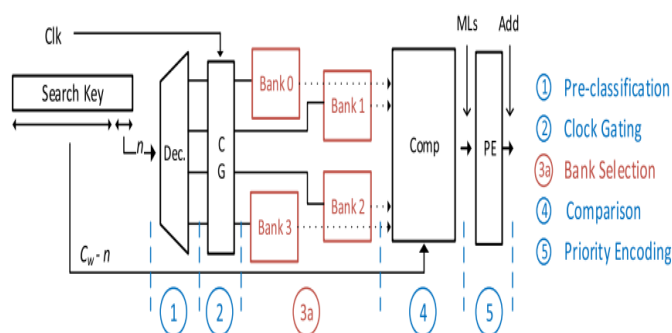 Clk
Search Key
n
Dec.
C
G
Bank 0
Bank 1
Bank 2
Bank 3
Comp
MLs
Add
PE
C_w - n
1
2
3a
4
5
1 Pre-classification
2 Clock Gating
3a Bank Selection
4 Comparison
5 Priority Encoding